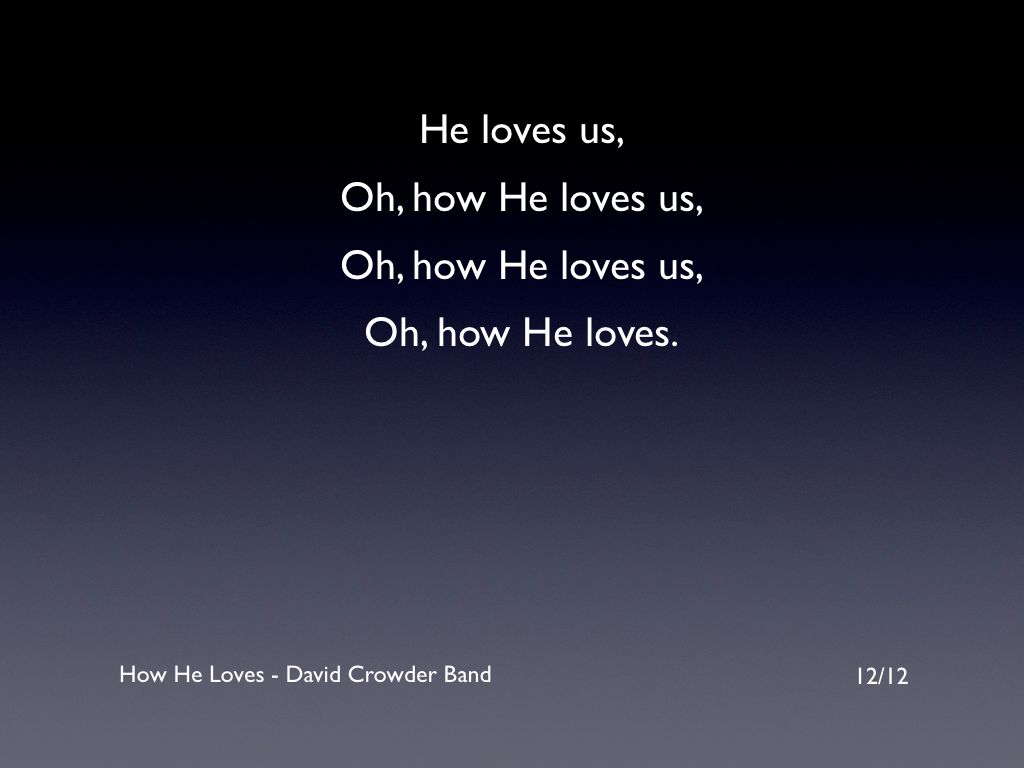 He loves us,
Oh, how He loves us,
Oh, how He loves us,
Oh, how He loves.
How He Loves - David Crowder Band
12/12